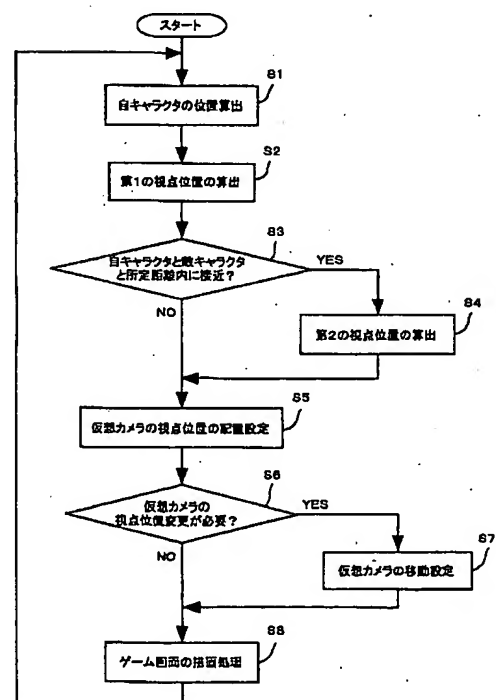 スタート
S1
自キャラクタの位置算出
S2
第1の視点位置の算出
S3
自キャラクタと敵キャラクタ
と所定距離内に接近？
YES
NO
S4
第2の視点位置の算出
S5
仮想カメラの視点位置の配置設定
S6
仮想カメラの
視点位置変更が必要？
YES
NO
S7
仮想カメラの移動設定
S8
ゲーム画面の描画処理